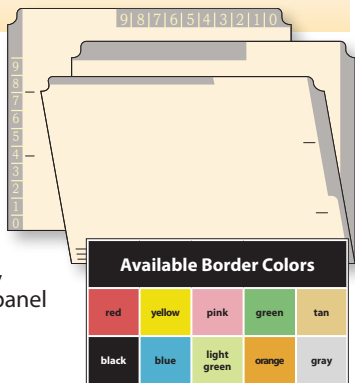 9|8|7|6|5|4|3|2|1|0
9
8
7
6
5
4
3
2
1
0
panel
Available Border Colors
red yellow pink green tan
black blue light green orange gray